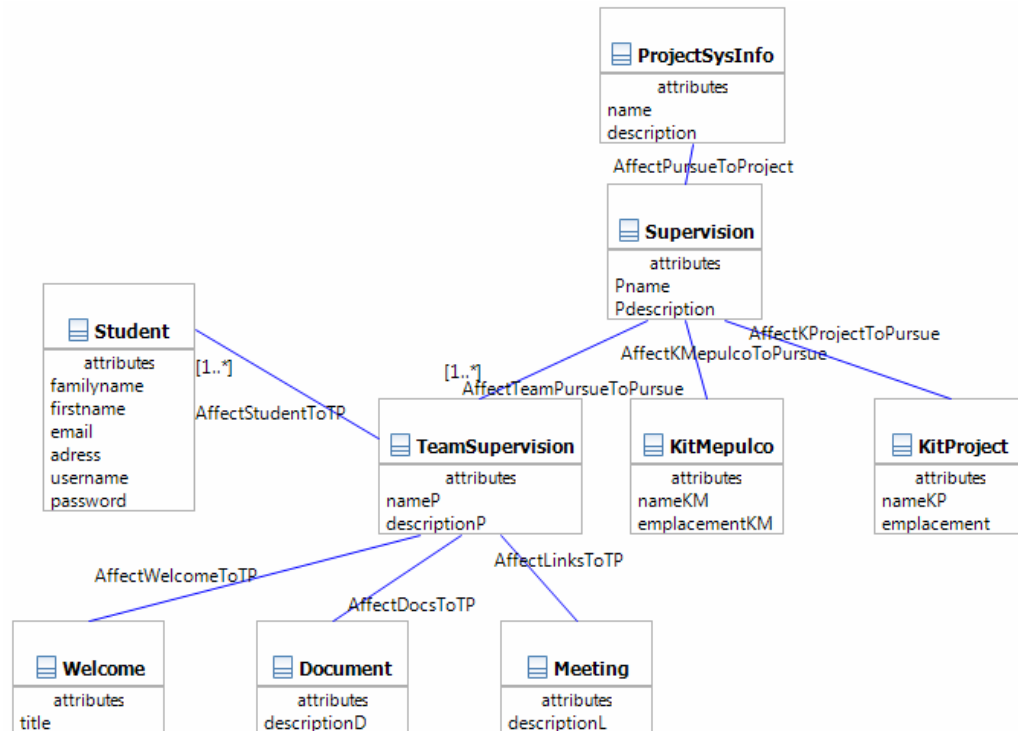 ProjectSysInfo
attributes
name
description
AffectPursueToProject
Supervision
attributes
Pname
Pdescription
AffectKProjectToPursue
AffectKMepulcoToPursue
[1..*]
AffectTeamPursueToPursue
Student
attributes
familyname
firstname
email
adress
username
password
[1..*]
AffectStudentToTP
TeamSupervision
attributes
nameP
descriptionP
KitMepulco
attributes
nameKM
emplacementKM
KitProject
attributes
nameKP
emplacement
AffectWelcomeToTP
AffectDocsToTP
AffectLinksToTP
Welcome
attributes
title
Document
attributes
descriptionD
Meeting
attributes
descriptionL